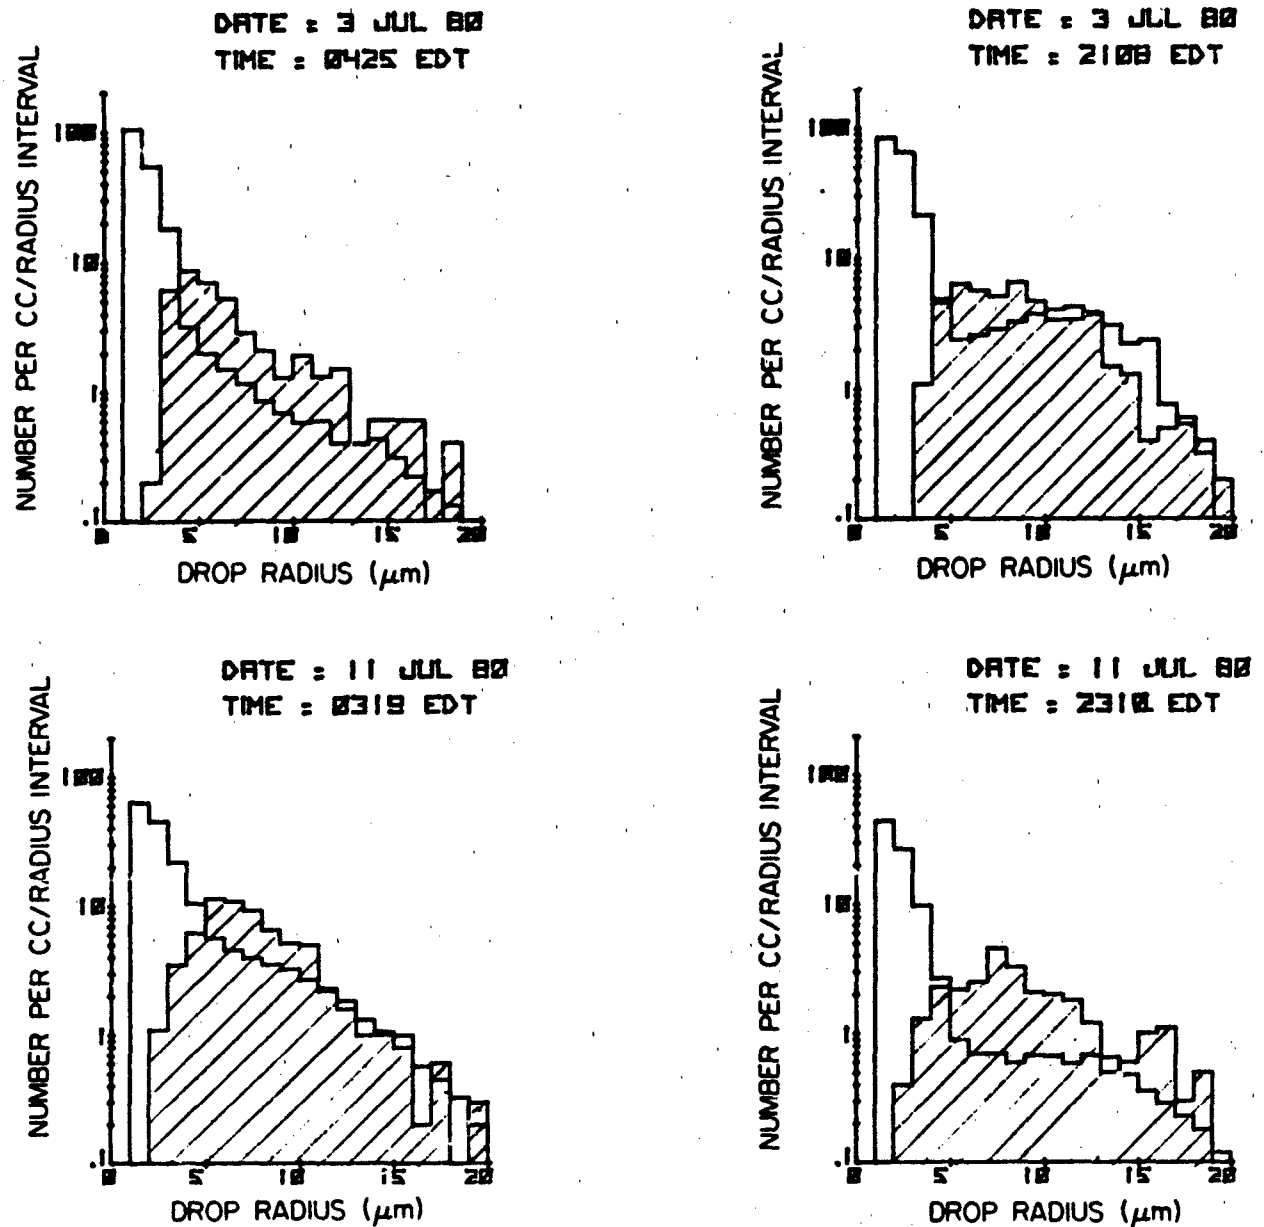 DATE : 3 JUL 80
TIME : 0425 EDT
NUMBER PER CC/RADIUS INTERVAL
100
10
1
.1
0 5 10 15 20
DROP RADIUS (μm)
DATE : 3 JUL 80
TIME : 2108 EDT
NUMBER PER CC/RADIUS INTERVAL
100
10
1
.1
0 5 10 15 20
DROP RADIUS (μm)
DATE : 11 JUL 80
TIME : 0319 EDT
NUMBER PER CC/RADIUS INTERVAL
100
10
1
.1
0 5 10 15 20
DROP RADIUS (μm)
DATE : 11 JUL 80
TIME : 2310 EDT
NUMBER PER CC/RADIUS INTERVAL
100
10
1
.1
0 5 10 15 20
DROP RADIUS (μm)